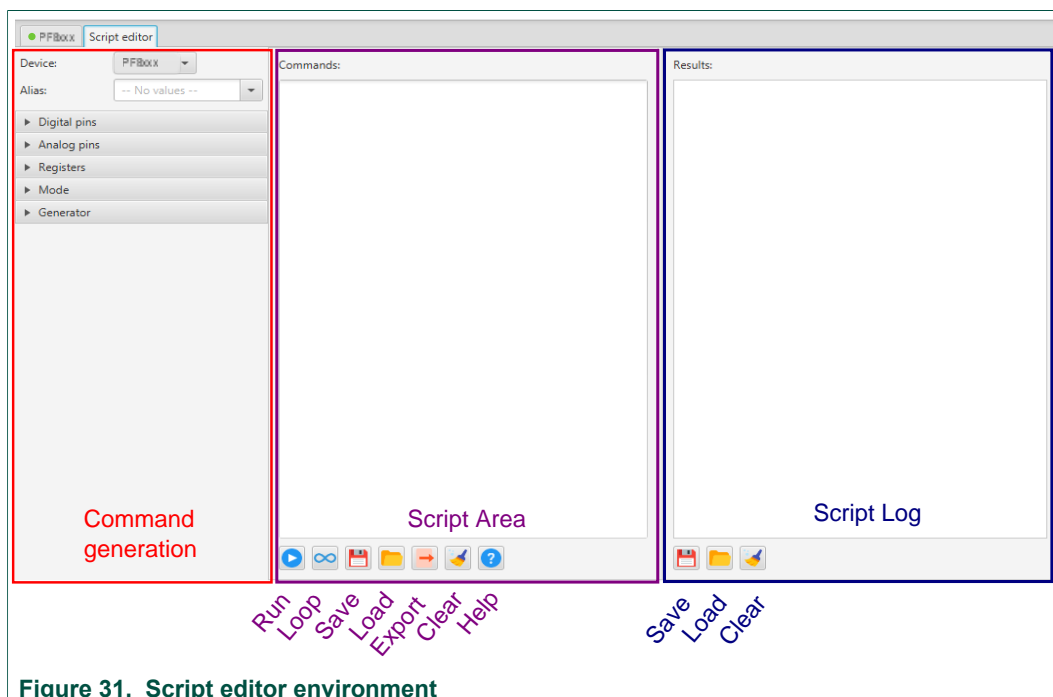 PF8xxx Script editor
Device: PF8xxx
Alias: -- No values --
Digital pins
Analog pins
Registers
Mode
Generator
Command
generation
Commands:
Script Area
Run
Loop
Save
Load
Export
Clear
Help
Results:
Script Log
Save
Load
Clear
Figure 31. Script editor environment